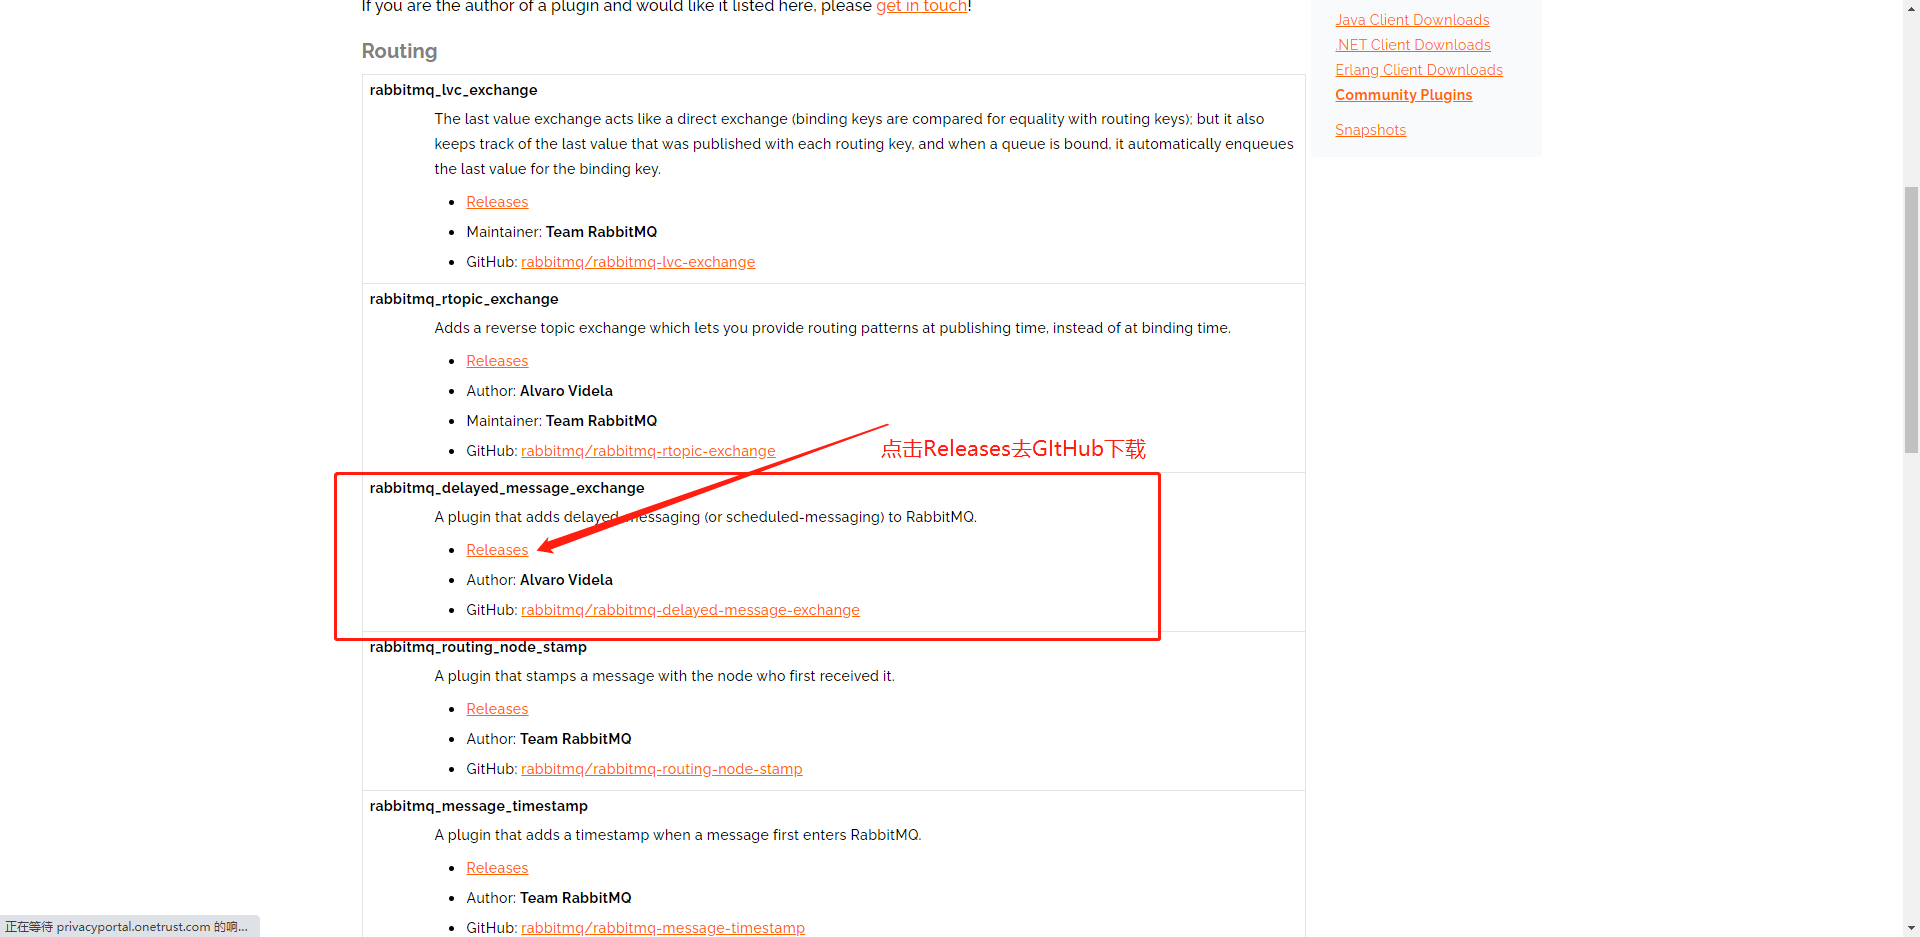 If you are the author of a plugin and would like it listed here, please get in touch!
Routing
rabbitmq_lvc_exchange
The last value exchange acts like a direct exchange (binding keys are compared for equality with routing keys); but it also
keeps track of the last value that was published with each routing key, and when a queue is bound, it automatically enqueues
the last value for the binding key.
Releases
Maintainer: Team RabbitMQ
GitHub: rabbitmq/rabbitmq-lvc-exchange
rabbitmq_rtopic_exchange
Adds a reverse topic exchange which lets you provide routing patterns at publishing time, instead of at binding time.
Releases
Author: Alvaro Videla
Maintainer: Team RabbitMQ
GitHub: rabbitmq/rabbitmq-rtopic-exchange
点击Releases去GItHub下载
rabbitmq_delayed_message_exchange
A plugin that adds delayed-messaging (or scheduled-messaging) to RabbitMQ.
Releases
Author: Alvaro Videla
GitHub: rabbitmq/rabbitmq-delayed-message-exchange
rabbitmq_routing_node_stamp
A plugin that stamps a message with the node who first received it.
Releases
Author: Team RabbitMQ
GitHub: rabbitmq/rabbitmq-routing-node-stamp
rabbitmq_message_timestamp
A plugin that adds a timestamp when a message first enters RabbitMQ.
Releases
Author: Team RabbitMQ
GitHub: rabbitmq/rabbitmq-message-timestamp
Java Client Downloads
.NET Client Downloads
Erlang Client Downloads
Community Plugins
Snapshots
正在等待 privacyportal.onetrust.com 的响...